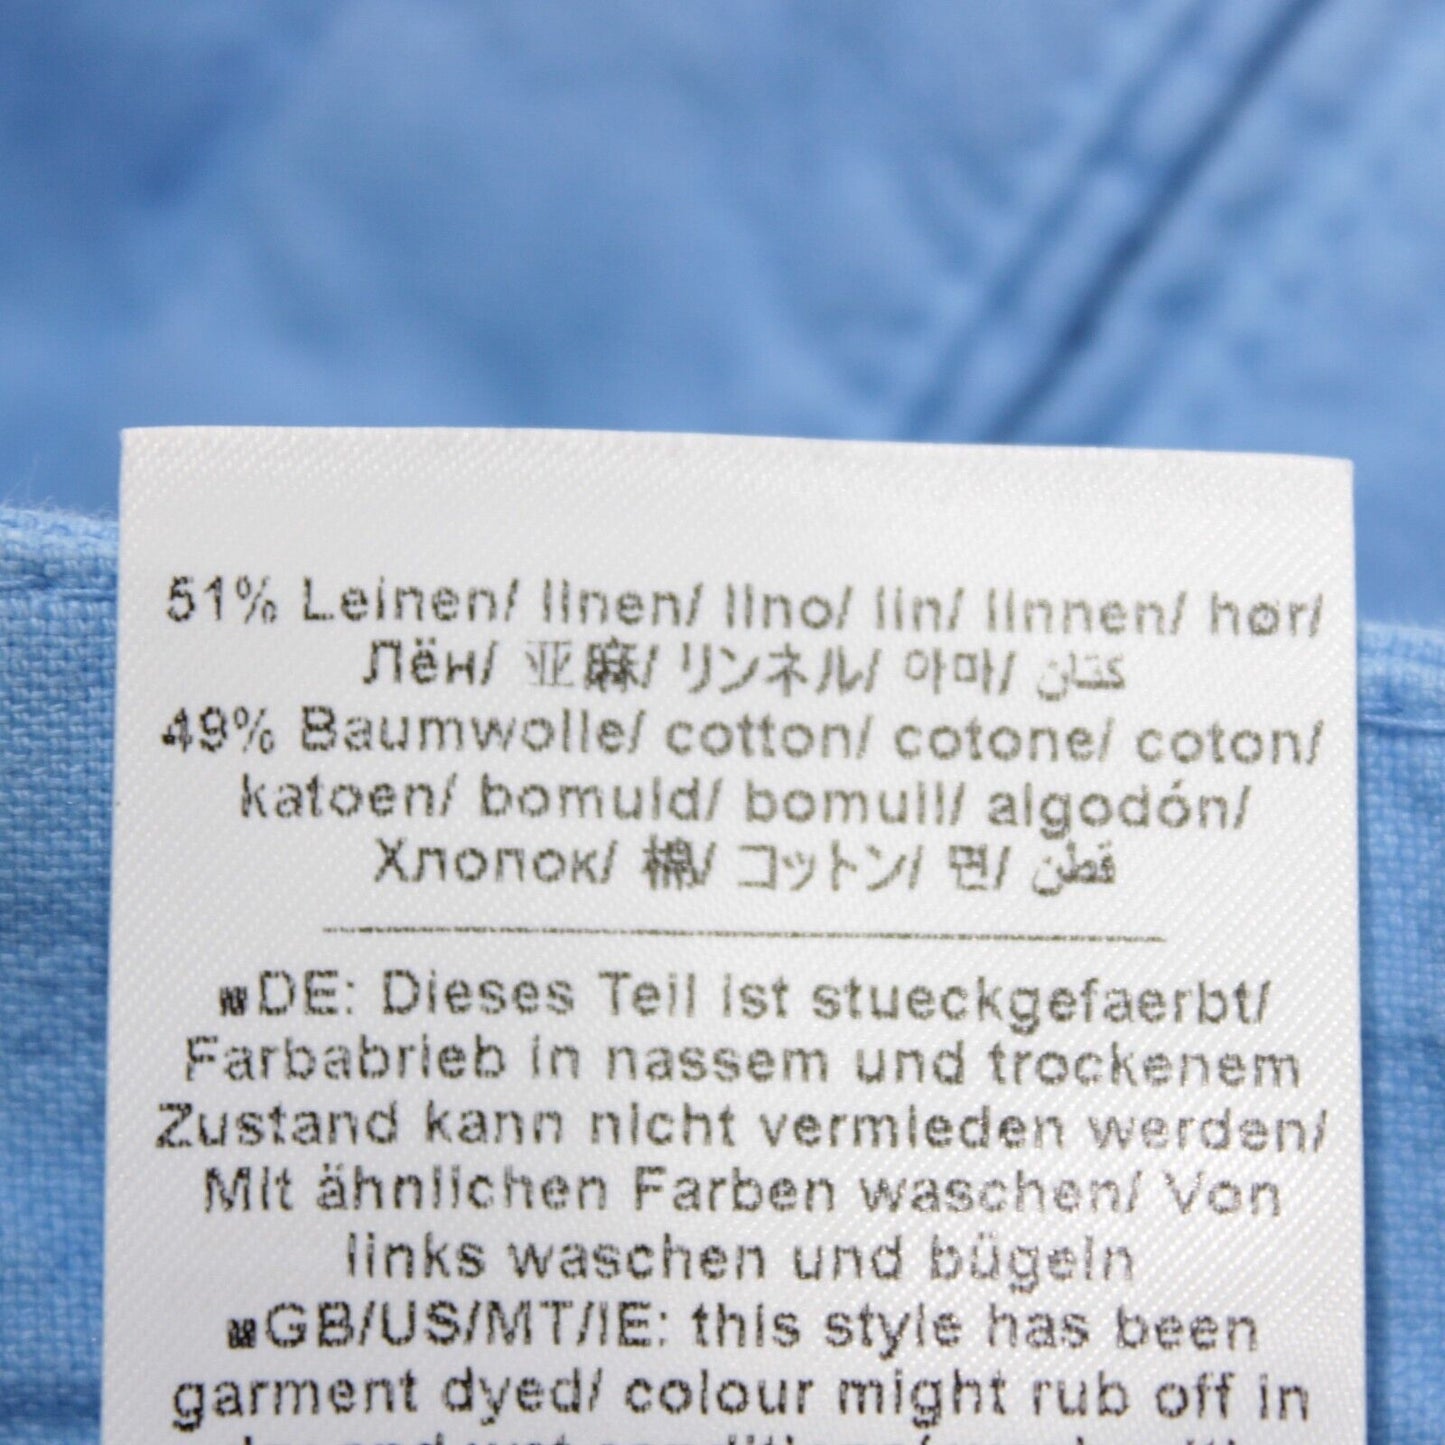 51% Leinen/ linen/ lino/ lin/ linnen/ hør/
Лён/ 亚麻/ リンネル/ 아마/ كتان
49% Baumwolle/ cotton/ cotone/ coton/
katoen/ bomuld/ bomull/ algodón/
Хлопок/ 棉/ コットン/ 면/ قطن
DE: Dieses Teil ist stueckgefaerbt/
Farbabrieb in nassem und trockenem
Zustand kann nicht vermieden werden/
Mit ähnlichen Farben waschen/ Von
links waschen und bügeln
GB/US/MT/IE: this style has been
garment dyed/ colour might rub off in